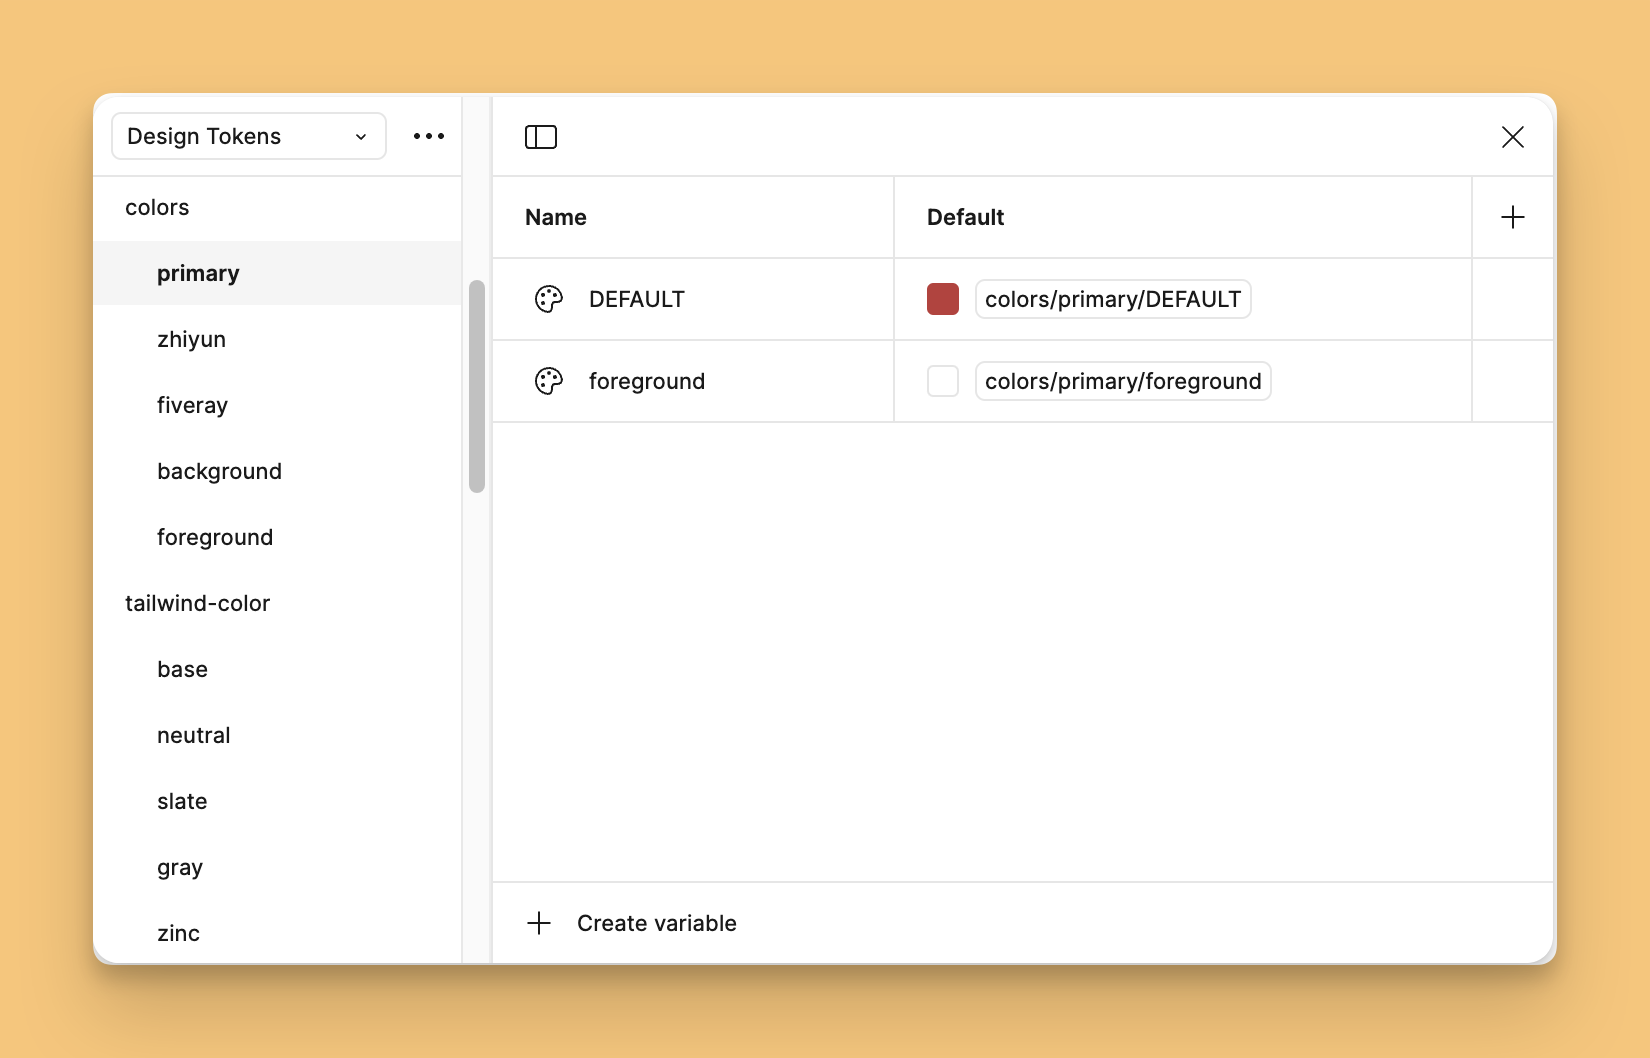 Design Tokens
colors
primary
zhiyun
fiveray
background
foreground
tailwind-color
base
neutral
slate
gray
zinc
Name Default
DEFAULT colors/primary/DEFAULT
foreground colors/primary/foreground
Create variable